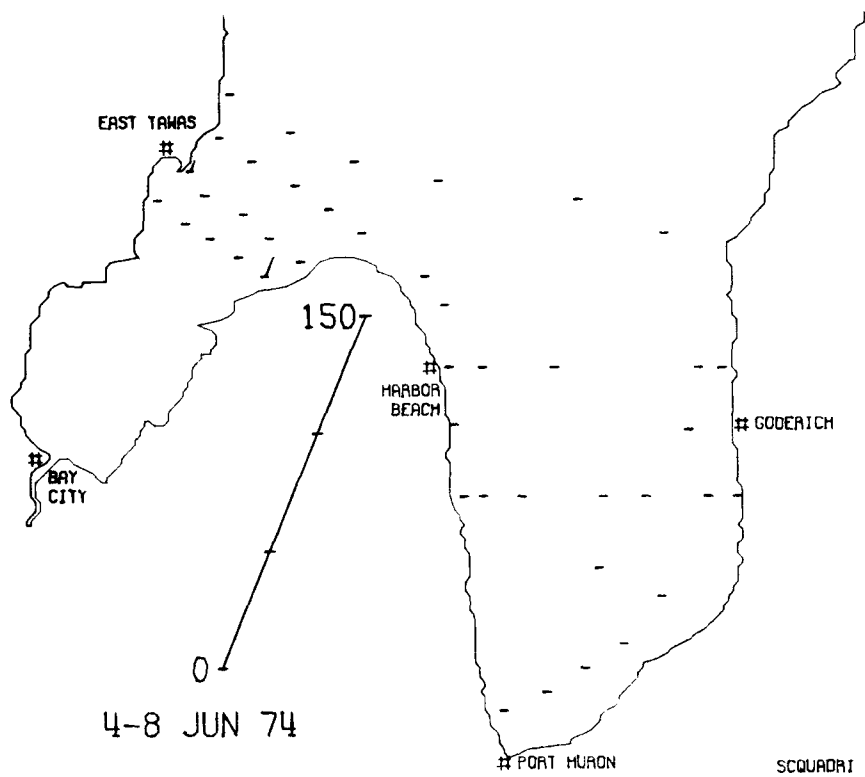 EAST TAWAS
#
150
#
HARBOR
BEACH
# GODERICH
#
BAY
CITY
0
4-8 JUN 74
# PORT HURON
SCQUADRI